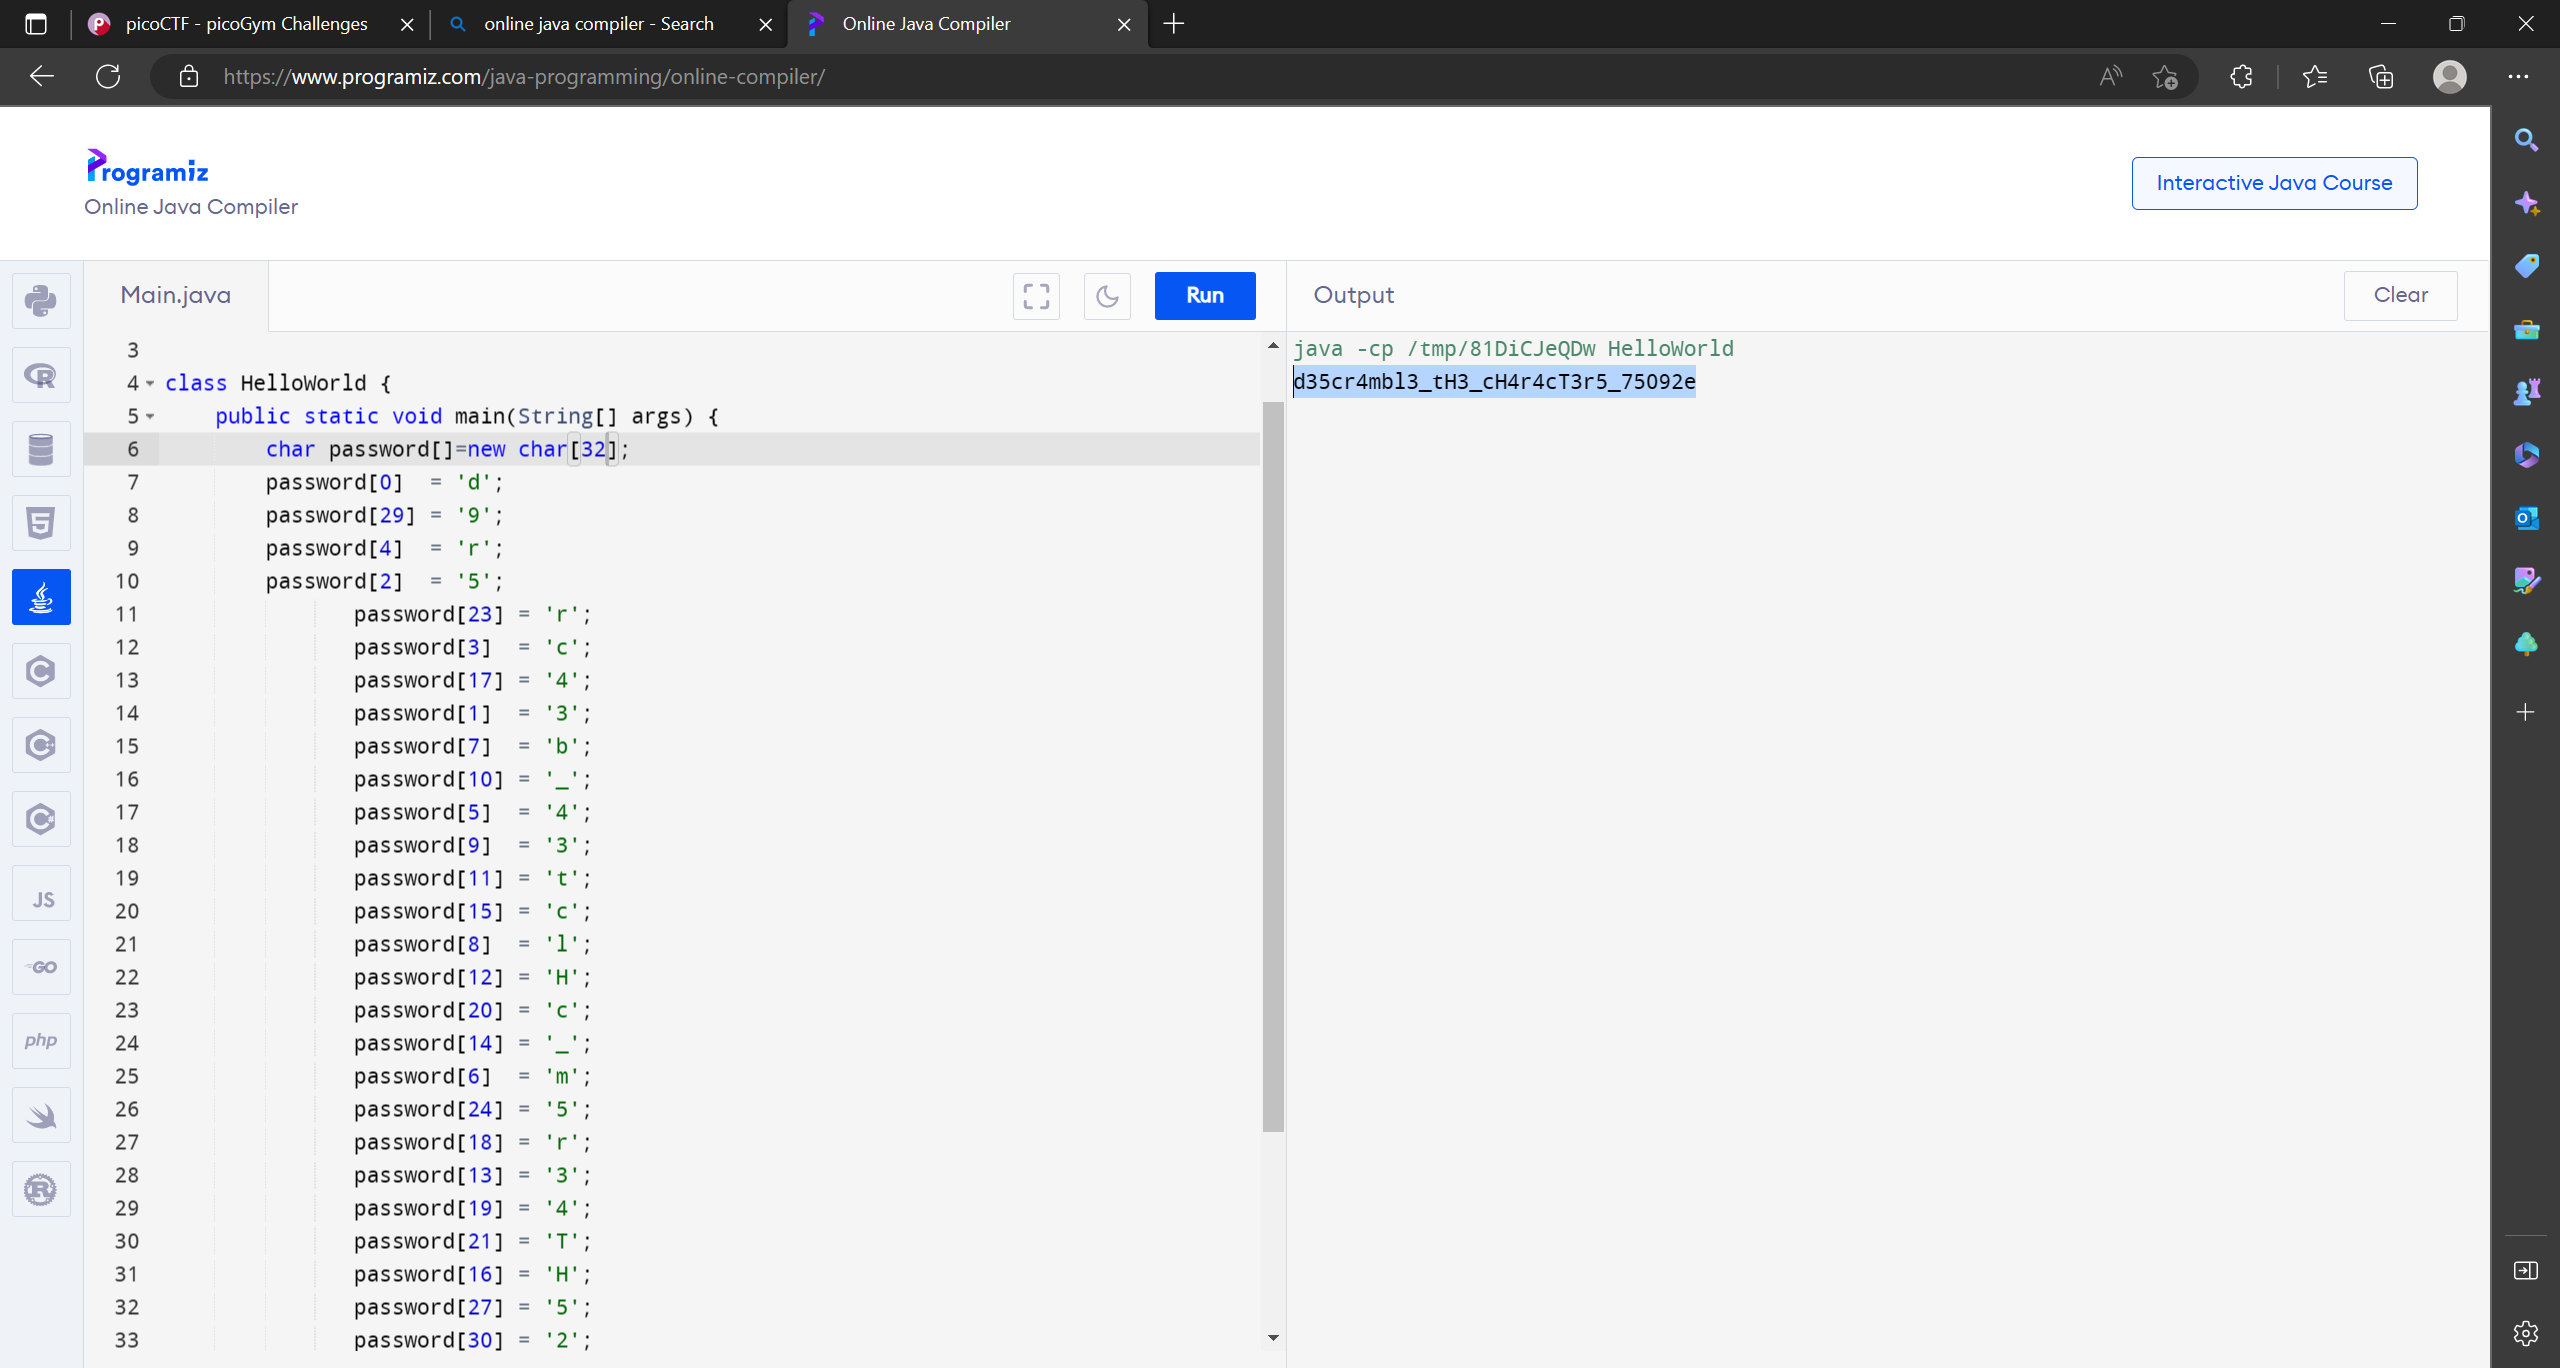 picoCTF - picoGym Challenges
online java compiler - Search
Online Java Compiler
https://www.programiz.com/java-programming/online-compiler/
Programiz
Online Java Compiler
Interactive Java Course
Main.java
Run
Output
Clear
3
4 class HelloWorld {
5 public static void main(String[] args) {
6 char password[]=new char[32];
7 password[0] = 'd';
8 password[29] = '9';
9 password[4] = 'r';
10 password[2] = '5';
11 password[23] = 'r';
12 password[3] = 'c';
13 password[17] = '4';
14 password[1] = '3';
15 password[7] = 'b';
16 password[10] = '_';
17 password[5] = '4';
18 password[9] = '3';
19 password[11] = 't';
20 password[15] = 'c';
21 password[8] = 'l';
22 password[12] = 'H';
23 password[20] = 'c';
24 password[14] = '_';
25 password[6] = 'm';
26 password[24] = '5';
27 password[18] = 'r';
28 password[13] = '3';
29 password[19] = '4';
30 password[21] = 'T';
31 password[16] = 'H';
32 password[27] = '5';
33 password[30] = '2';
java -cp /tmp/81DiCJeQDw HelloWorld
d35cr4mbl3_tH3_cH4r4cT3r5_75092e
JS
GO
php